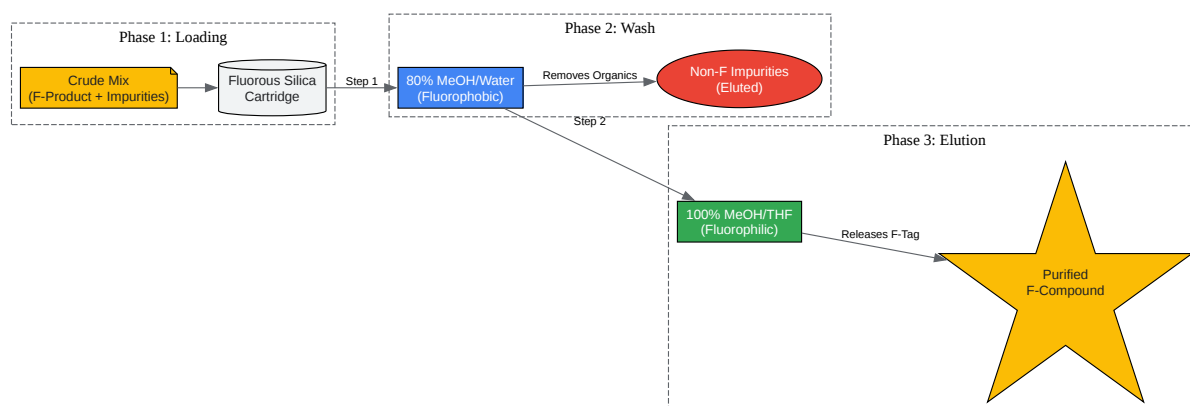 Phase 1: Loading
Crude Mix
(F-Product + Impurities)
Fluorous Silica
Cartridge
Step 1
Phase 2: Wash
80% MeOH/Water
(Fluorophobic)
Removes Organics
Non-F Impurities
(Eluted)
Step 2
Phase 3: Elution
100% MeOH/THF
(Fluorophilic)
Releases F-Tag
Purified
F-Compound